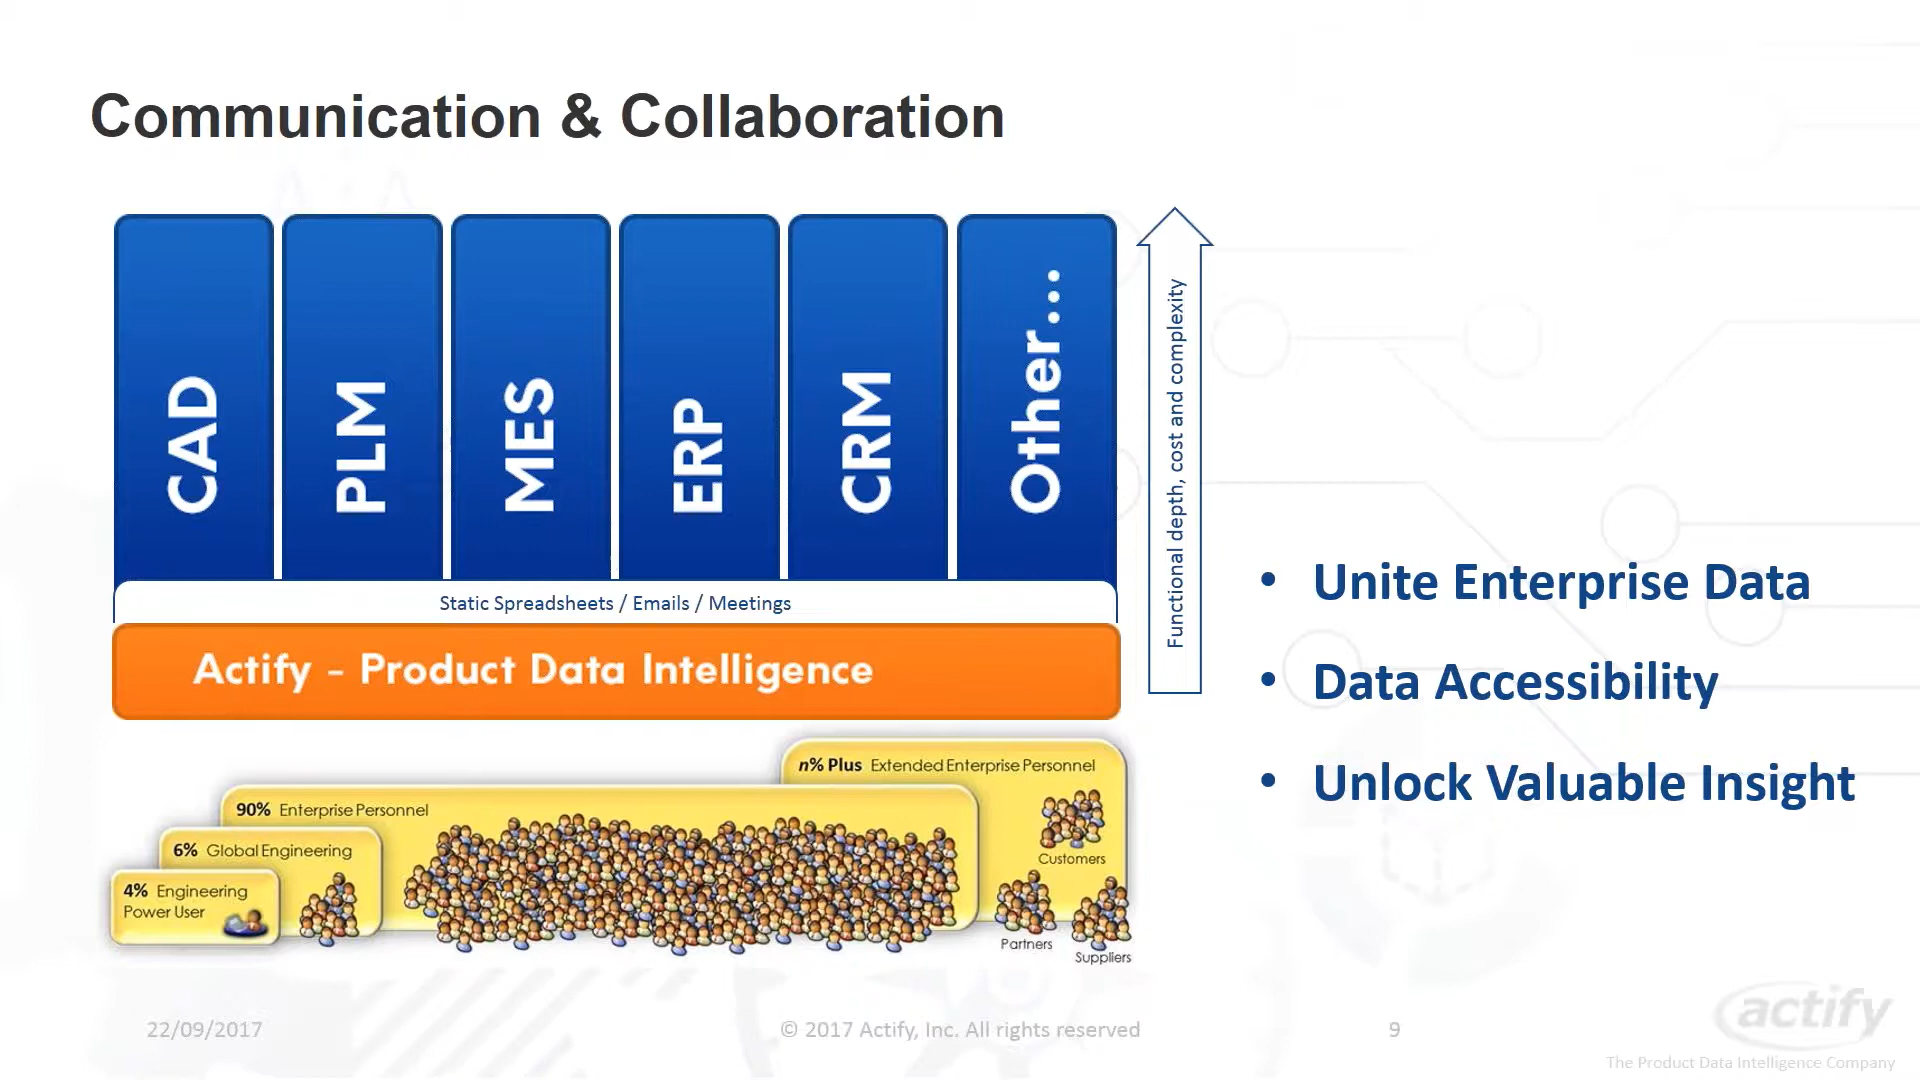 Communication & Collaboration
CAD
PLM
MES
ERP
CRM
Other...
Functional depth, cost and complexity
Static Spreadsheets / Emails / Meetings
Actify - Product Data Intelligence
• Unite Enterprise Data
• Data Accessibility
• Unlock Valuable Insight
n% Plus Extended Enterprise Personnel
90% Enterprise Personnel
6% Global Engineering
4% Engineering
Power User
Customers
Partners
Suppliers
22/09/2017
© 2017 Actify, Inc. All rights reserved
9
actify
The Product Data Intelligence Company